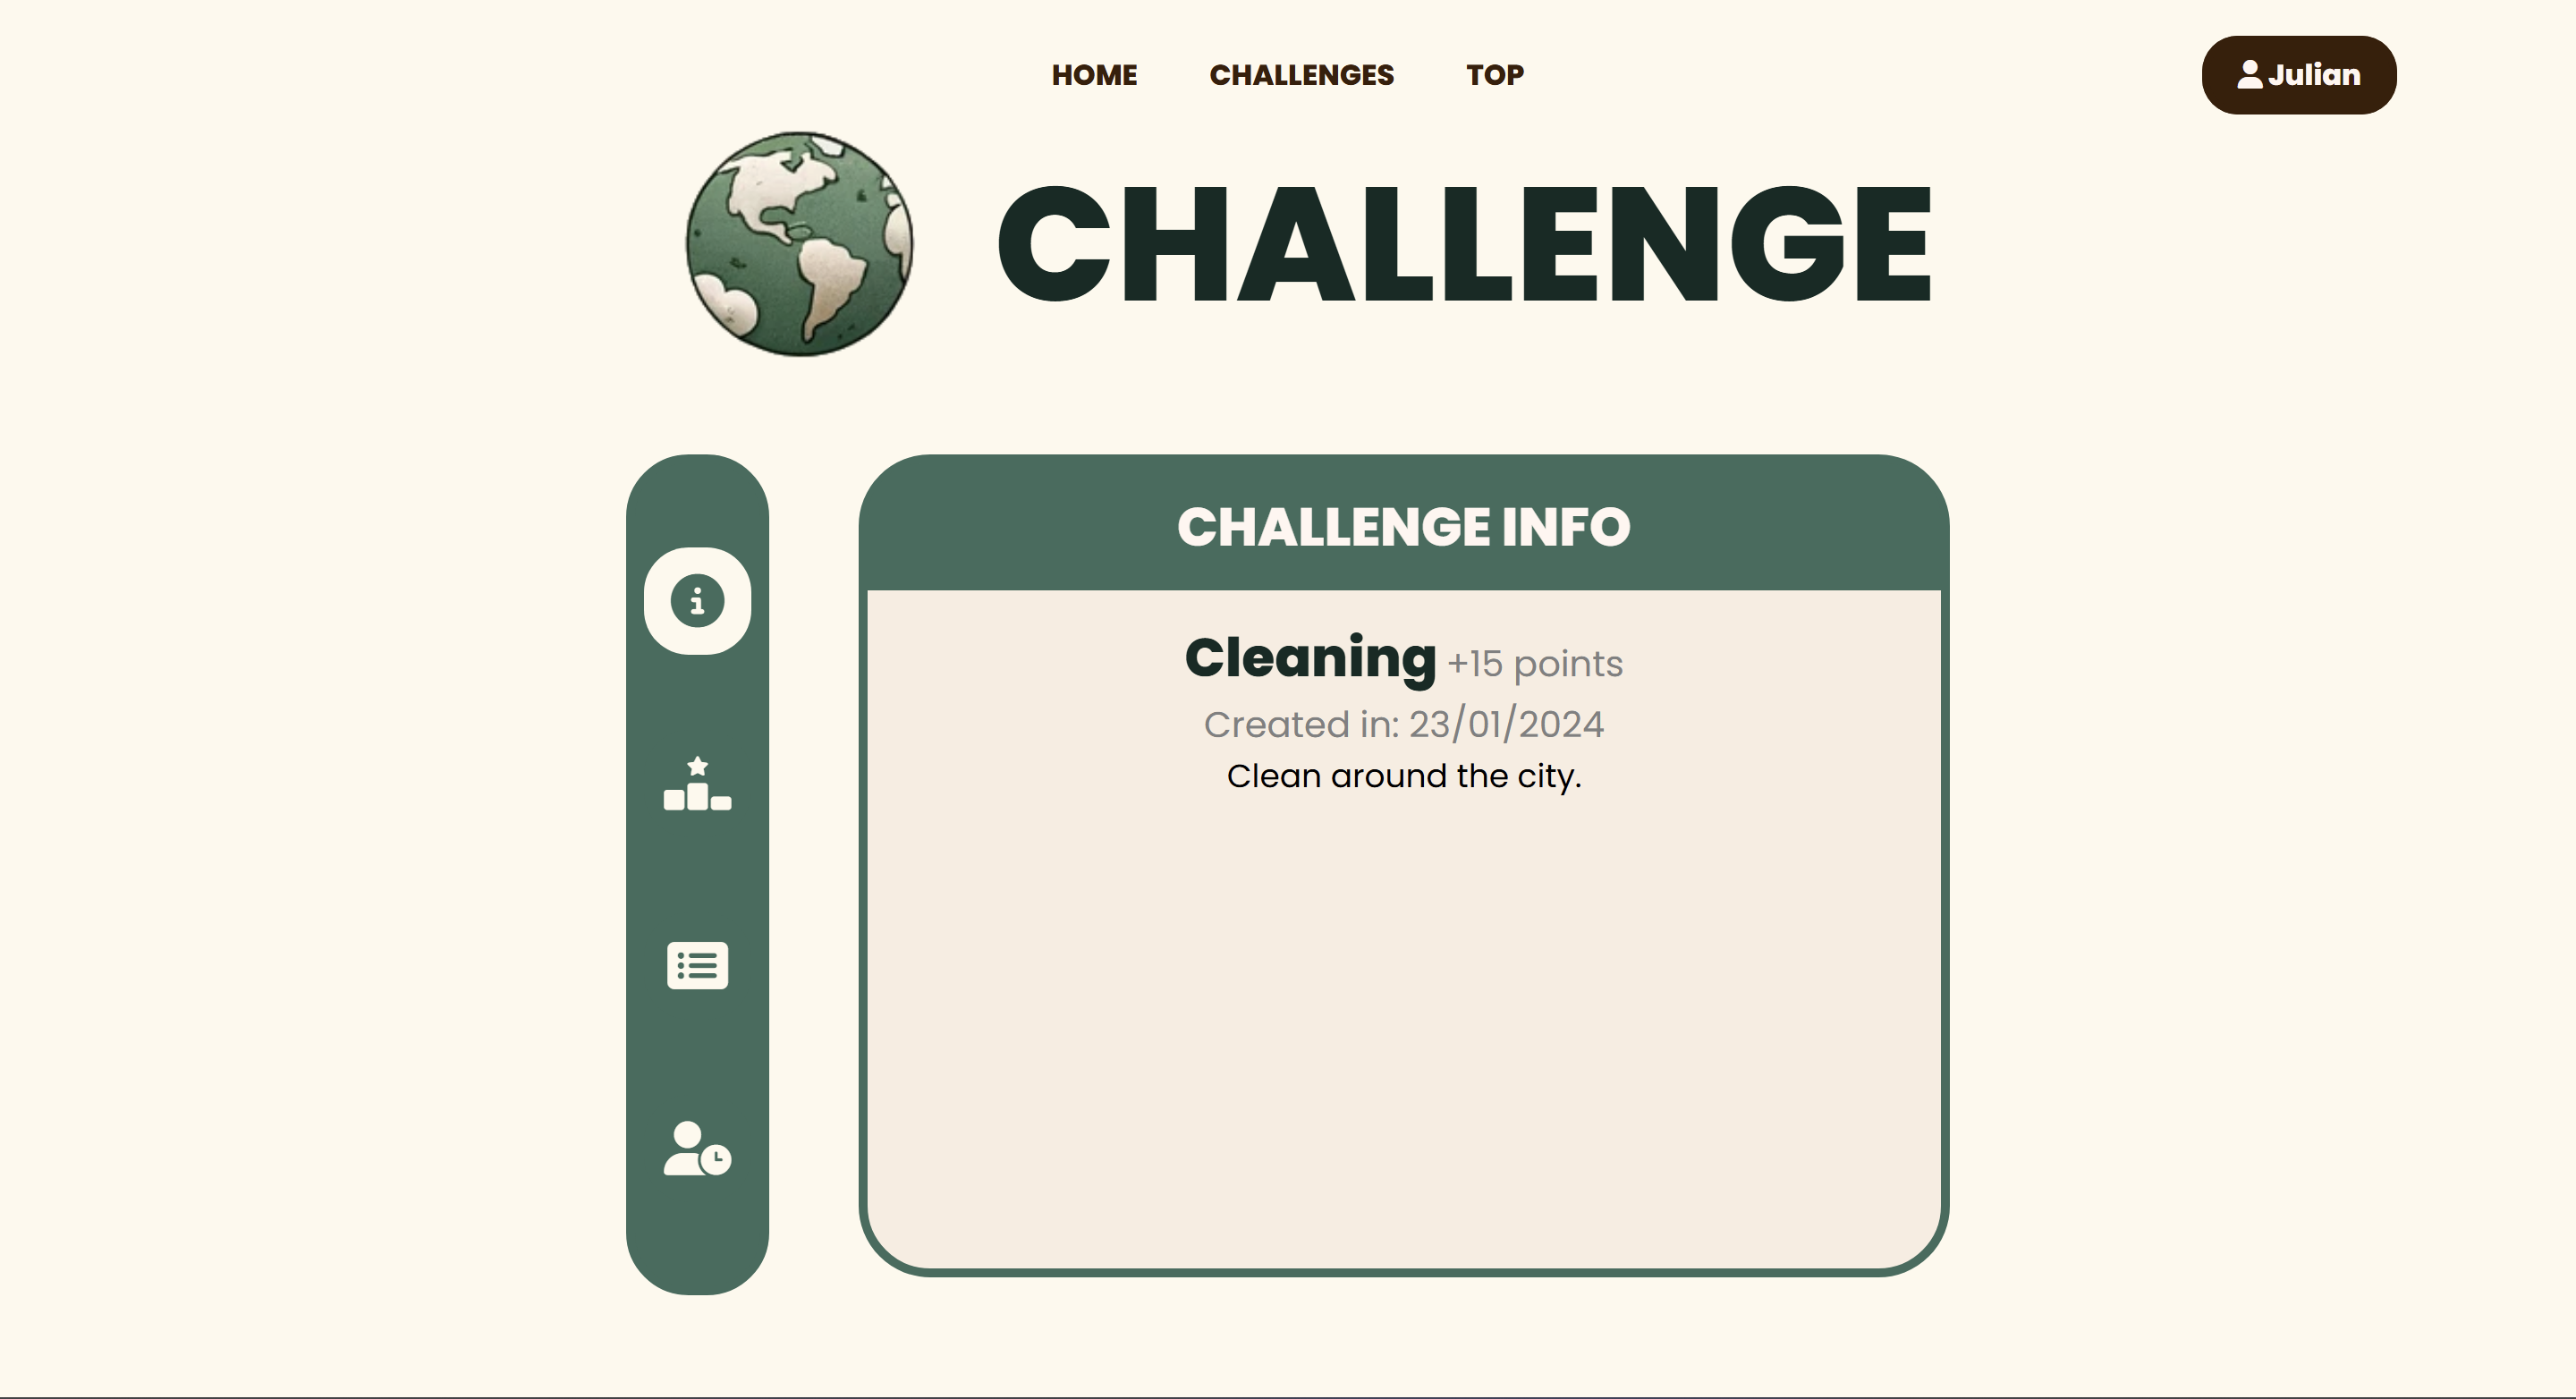 HOME CHALLENGES TOP Julian
CHALLENGE
CHALLENGE INFO
Cleaning +15 points
Created in: 23/01/2024
Clean around the city.